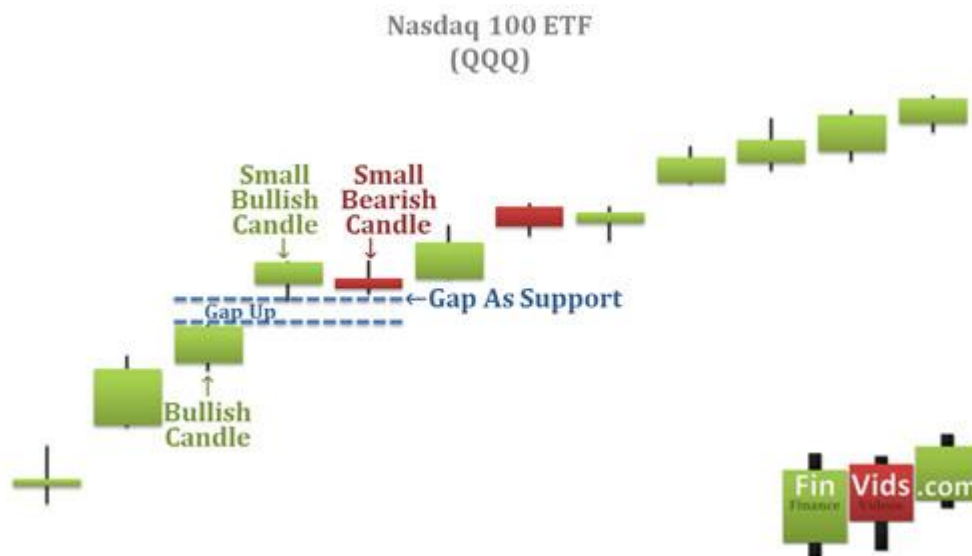 Nasdaq 100 ETF
(QQQ)
Small
Bullish
Candle
↓
Small
Bearish
Candle
↓
←Gap As Support
Gap Up
↑
Bullish
Candle
Fin Vids.com
Finance Videos